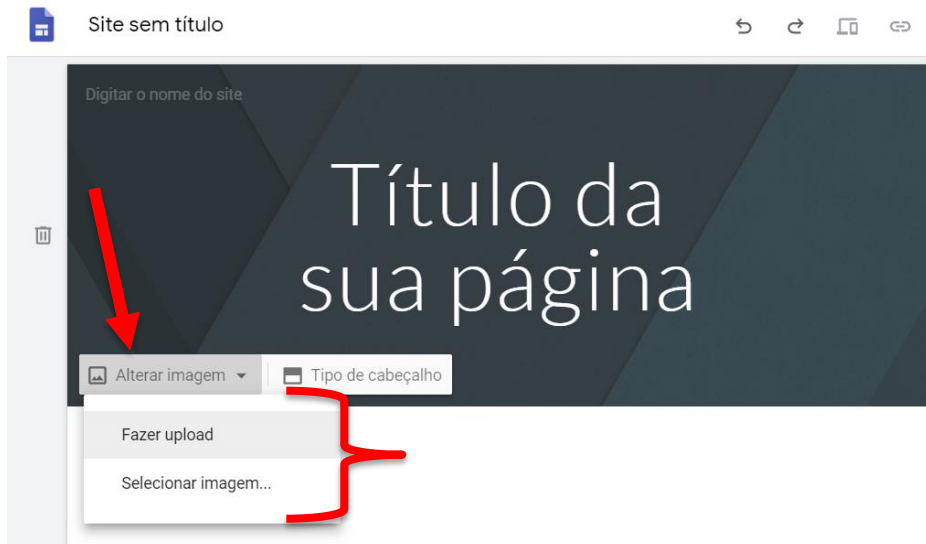 Site sem título
Digitar o nome do site
Título da
sua página
Alterar imagem
Tipo de cabeçalho
Fazer upload
Selecionar imagem...